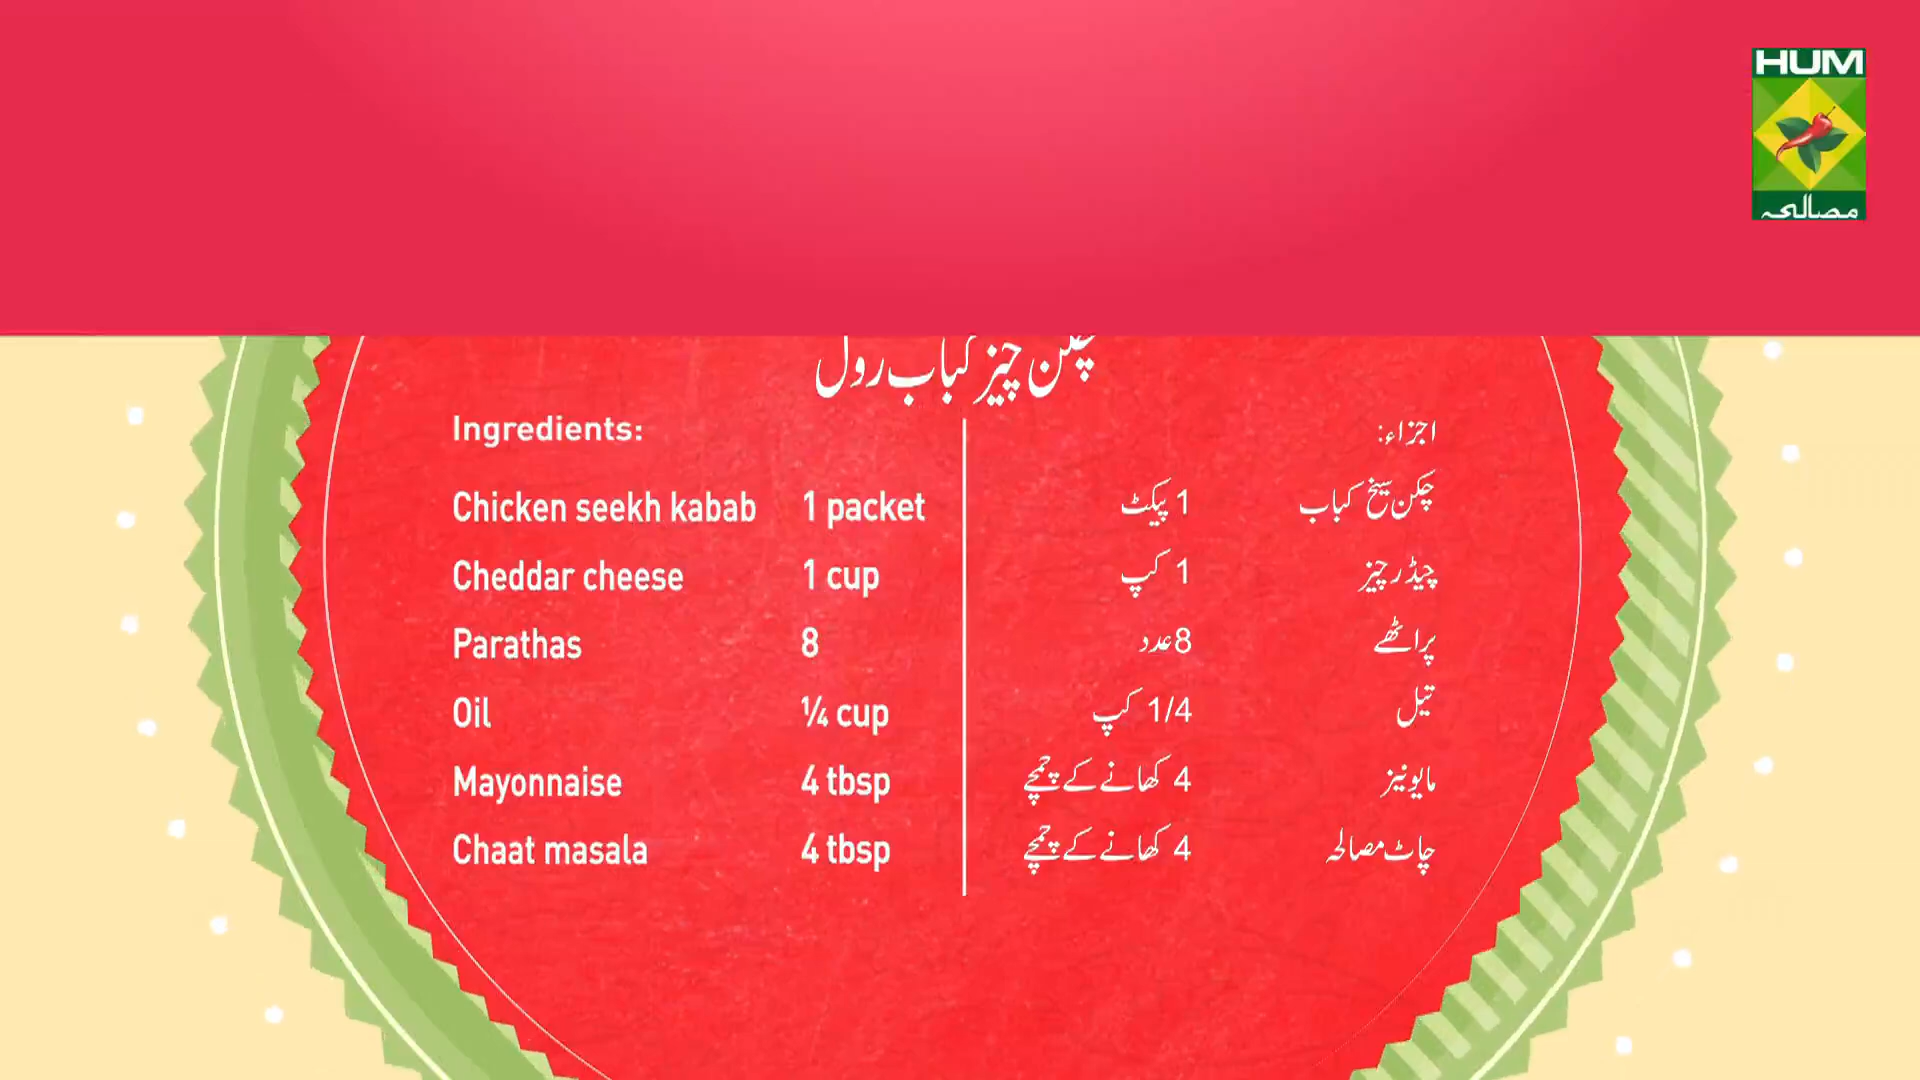 HUM
مصالحہ
چکن چیز کباب رول
Ingredients:
Chicken seekh kabab 1 packet
Cheddar cheese 1 cup
Parathas 8
Oil ¼ cup
Mayonnaise 4 tbsp
Chaat masala 4 tbsp
اجزاء:
چکن سیخ کباب 1 پیکٹ
چیڈر چیز 1 کپ
پراٹھے 8 عدد
تیل 1/4 کپ
مایونیز 4 کھانے کے چمچے
چاٹ مصالحہ 4 کھانے کے چمچے